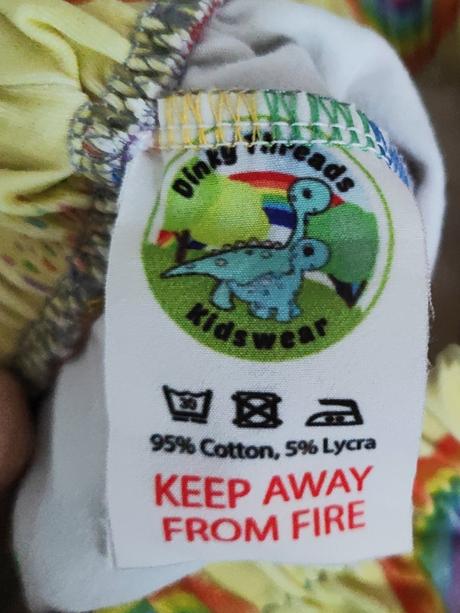 Dinky Threads
Kidswear
30
95% Cotton, 5% Lycra
KEEP AWAY
FROM FIRE